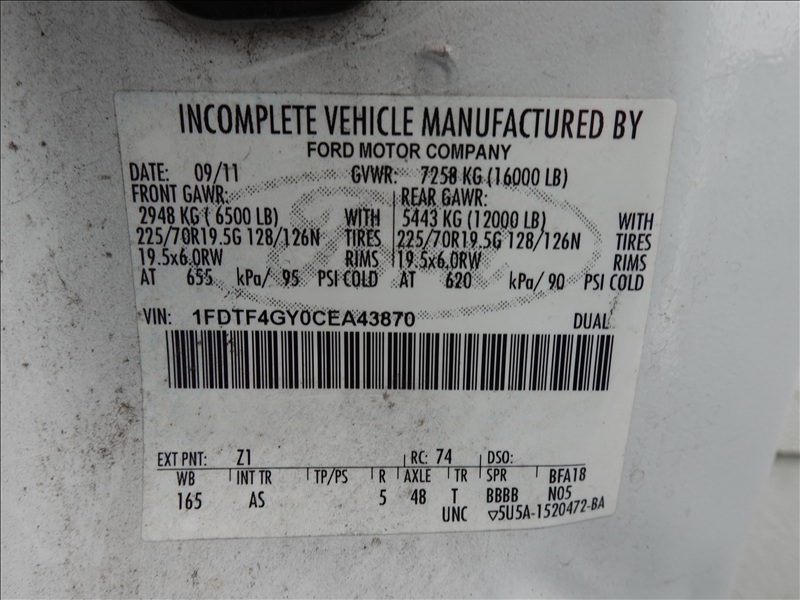 INCOMPLETE VEHICLE MANUFACTURED BY
FORD MOTOR COMPANY
DATE: 09/11 GVWR: 7258 KG (16000 LB)
FRONT GAWR: REAR GAWR:
2948 KG ( 6500 LB) WITH 5443 KG (12000 LB) WITH
225/70R19.5G 128/126N TIRES 225/70R19.5G 128/126N TIRES
19.5x6.0RW RIMS 19.5x6.0RW RIMS
AT 655 kPa/ 95 PSI COLD AT 620 kPa/ 90 PSI COLD
VIN: 1FDTF4GY0CEA43870 DUAL
EXT PNT: Z1 RC: 74 DSO:
WB INT TR TP/PS R AXLE TR SPR BFA18
165 AS 5 48 T BBBB N05
UNC ▽5U5A-1520472-BA